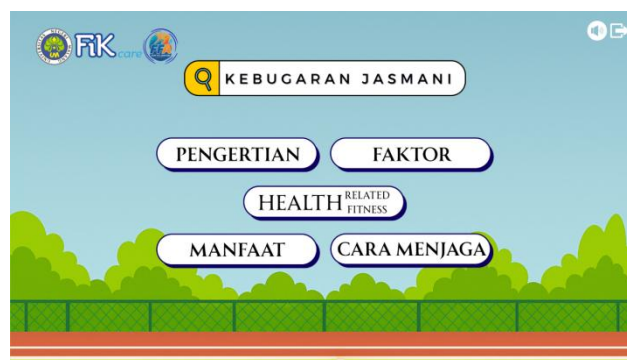 FiK care
KEBUGARAN JASMANI
PENGERTIAN
FAKTOR
HEALTH RELATED FITNESS
MANFAAT
CARA MENJAGA